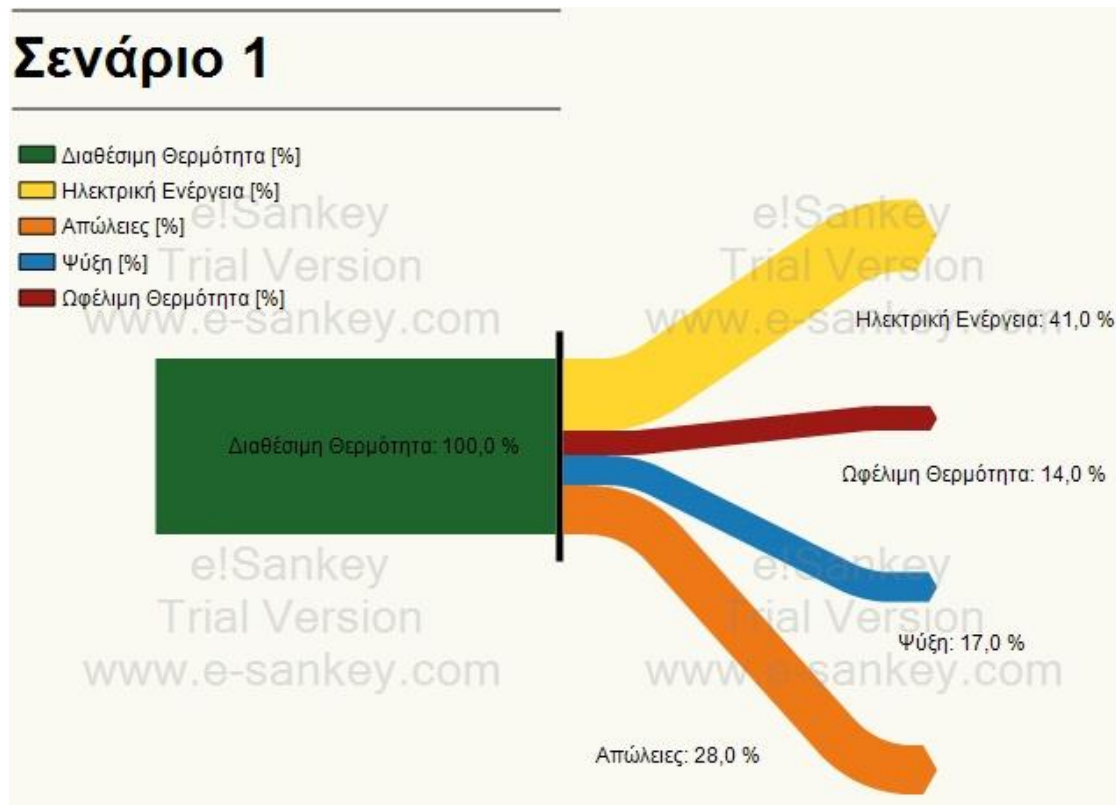 Σενάριο 1
Διαθέσιμη Θερμότητα [%]
Ηλεκτρική Ενέργεια [%]
Απώλειες [%]
Ψύξη [%]
Ωφέλιμη Θερμότητα [%]
e!Sankey
Trial Version
www.e-sankey.com
e!Sankey
Trial Version
www.e-sankey.com
Ηλεκτρική Ενέργεια: 41,0 %
Διαθέσιμη Θερμότητα: 100,0 %
Ωφέλιμη Θερμότητα: 14,0 %
e!Sankey
Trial Version
www.e-sankey.com
e!Sankey
Trial Version
www.e-sankey.com
Ψύξη: 17,0 %
Απώλειες: 28,0 %